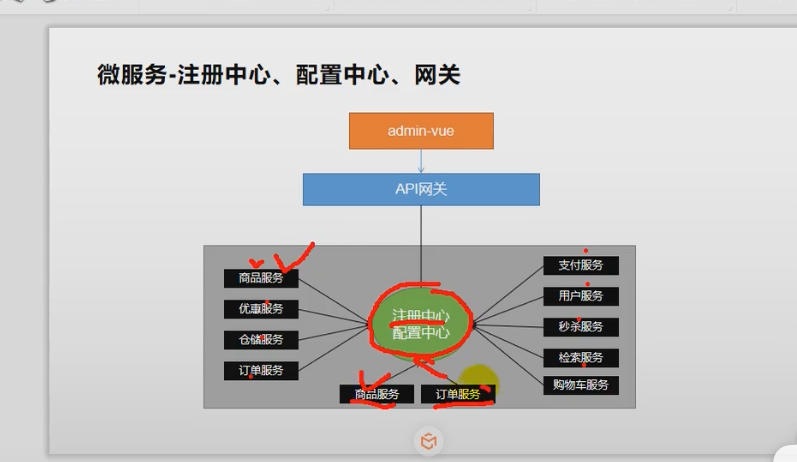 微服务-注册中心、配置中心、网关
admin-vue
API网关
商品服务
优惠服务
仓储服务
订单服务
注册中心
配置中心
商品服务
订单服务
支付服务
用户服务
秒杀服务
检索服务
购物车服务